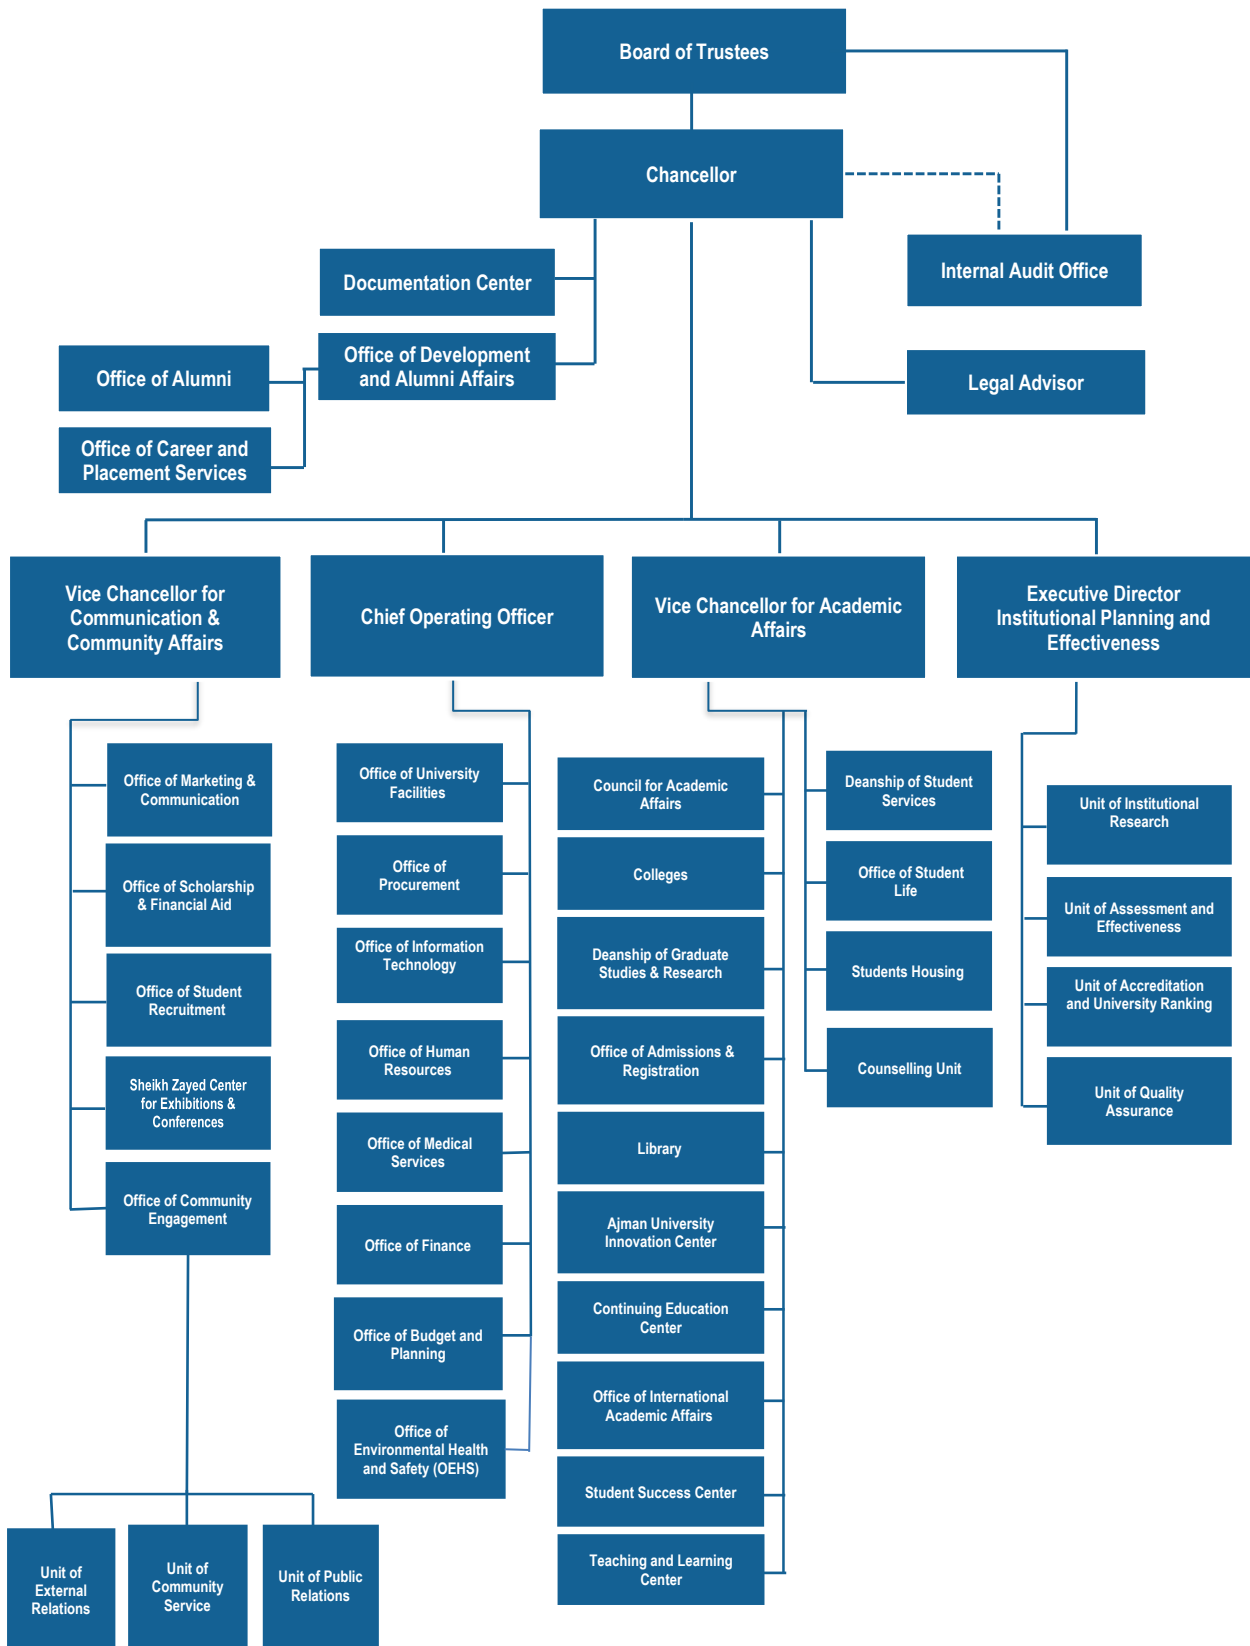 Board of Trustees
Chancellor
Internal Audit Office
Documentation Center
Office of Development
and Alumni Affairs
Legal Advisor
Office of Alumni
Office of Career and
Placement Services
Vice Chancellor for
Communication &
Community Affairs
Chief Operating Officer
Vice Chancellor for Academic
Affairs
Executive Director
Institutional Planning and
Effectiveness
Office of Marketing &
Communication
Office of Scholarship
& Financial Aid
Office of Student
Recruitment
Sheikh Zayed Center
for Exhibitions &
Conferences
Office of Community
Engagement
Unit of
External
Relations
Unit of
Community
Service
Unit of Public
Relations
Office of University
Facilities
Office of
Procurement
Office of Information
Technology
Office of Human
Resources
Office of Medical
Services
Office of Finance
Office of Budget and
Planning
Office of
Environmental Health
and Safety (OEHS)
Council for Academic
Affairs
Colleges
Deanship of Graduate
Studies & Research
Office of Admissions &
Registration
Library
Ajman University
Innovation Center
Continuing Education
Center
Office of International
Academic Affairs
Student Success Center
Teaching and Learning
Center
Deanship of Student
Services
Office of Student
Life
Students Housing
Counselling Unit
Unit of Institutional
Research
Unit of Assessment and
Effectiveness
Unit of Accreditation
and University Ranking
Unit of Quality
Assurance